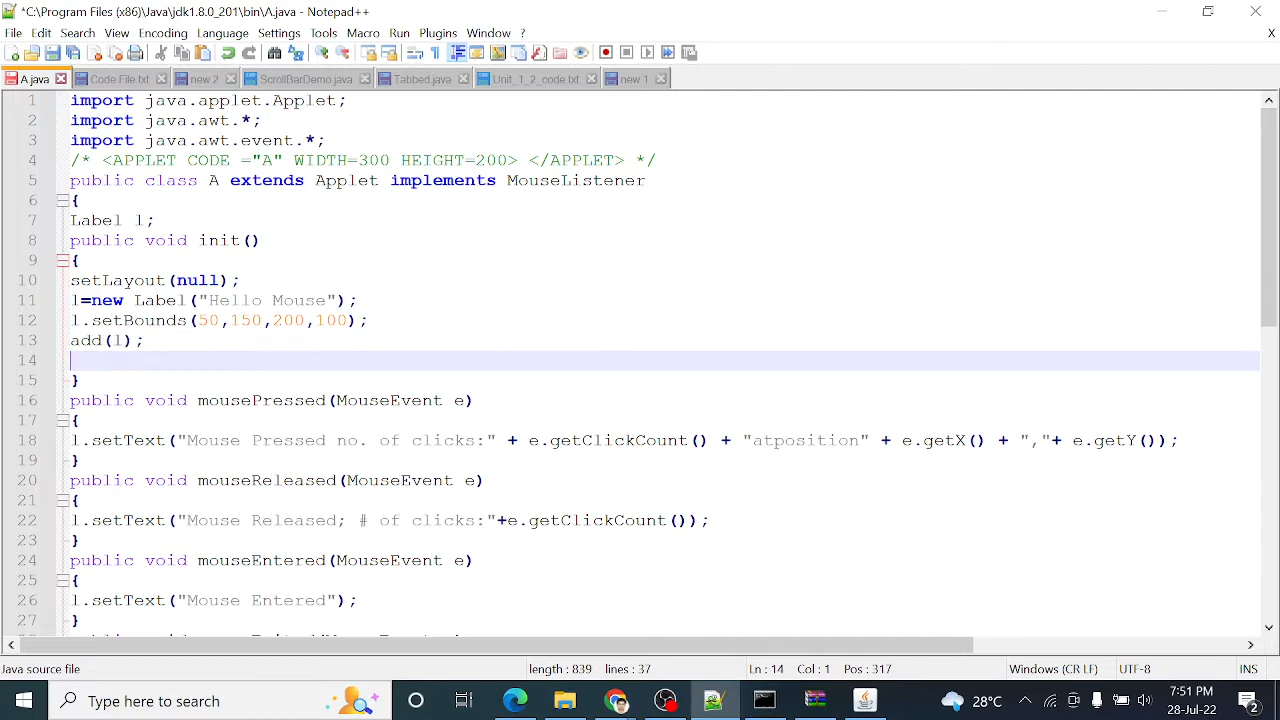 *C:\Program Files (x86)\Java\jdk1.8.0_201\bin\A.java - Notepad++
File Edit Search View Encoding Language Settings Tools Macro Run Plugins Window ? X
A.java Code File.txt new 2 ScrollBarDemo.java Tabbed.java Unit_1_2_code.txt new 1
1 import java.applet.Applet;
2 import java.awt.*;
3 import java.awt.event.*;
4 /* <APPLET CODE ="A" WIDTH=300 HEIGHT=200> </APPLET> */
5 public class A extends Applet implements MouseListener
6 {
7 Label l;
8 public void init()
9 {
10 setLayout(null);
11 l=new Label("Hello Mouse");
12 l.setBounds(50,150,200,100);
13 add(l);
14
15 }
16 public void mousePressed(MouseEvent e)
17 {
18 l.setText("Mouse Pressed no. of clicks:" + e.getClickCount() + "atposition" + e.getX() + ","+ e.getY());
19 }
20 public void mouseReleased(MouseEvent e)
21 {
22 l.setText("Mouse Released; # of clicks:"+e.getClickCount());
23 }
24 public void mouseEntered(MouseEvent e)
25 {
26 l.setText("Mouse Entered");
27 }
Java source file length : 839 lines : 37 Ln : 14 Col : 1 Pos : 317 Windows (CR LF) UTF-8 INS
Type here to search 28°C 7:51 PM
28-Jul-22 2